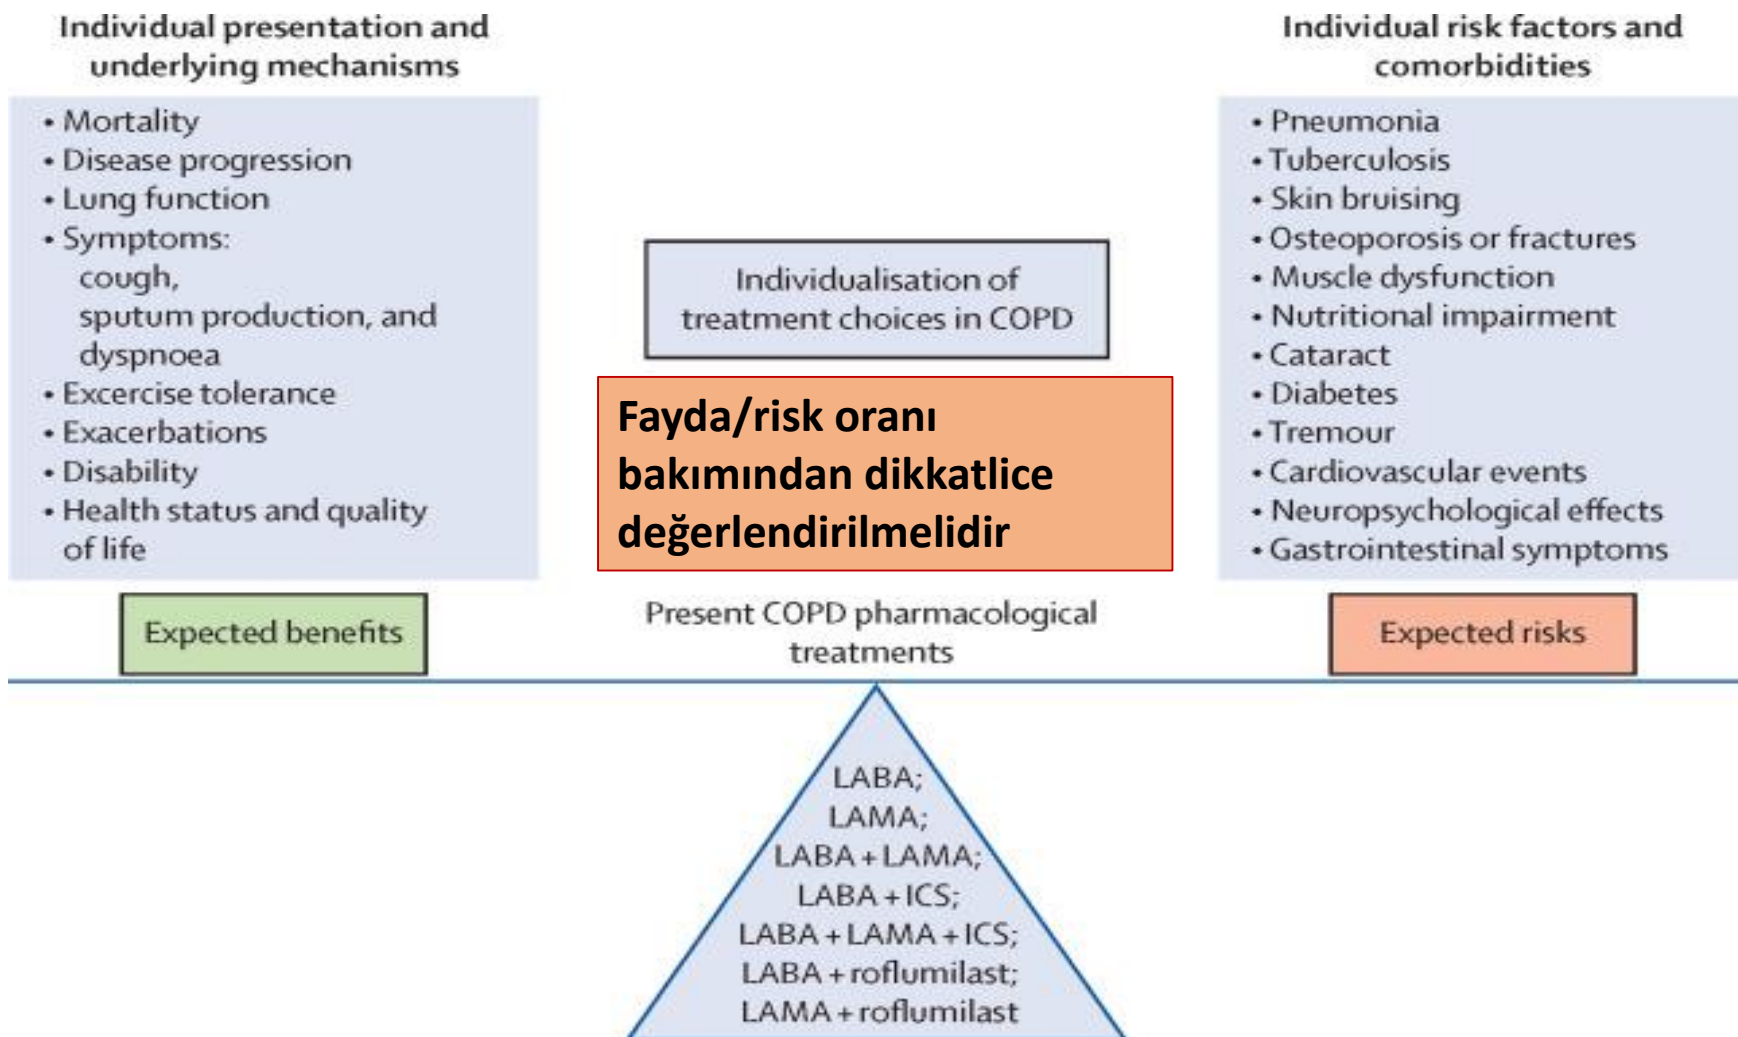 Individual presentation and
underlying mechanisms
• Mortality
• Disease progression
• Lung function
• Symptoms:
cough,
sputum production, and
dyspnoea
• Excercise tolerance
• Exacerbations
• Disability
• Health status and quality
of life
Expected benefits
Individualisation of
treatment choices in COPD
Fayda/risk oranı
bakımından dikkatlice
değerlendirilmelidir
Present COPD pharmacological
treatments
Individual risk factors and
comorbidities
• Pneumonia
• Tuberculosis
• Skin bruising
• Osteoporosis or fractures
• Muscle dysfunction
• Nutritional impairment
• Cataract
• Diabetes
• Tremour
• Cardiovascular events
• Neuropsychological effects
• Gastrointestinal symptoms
Expected risks
LABA;
LAMA;
LABA + LAMA;
LABA + ICS;
LABA + LAMA + ICS;
LABA + roflumilast;
LAMA + roflumilast